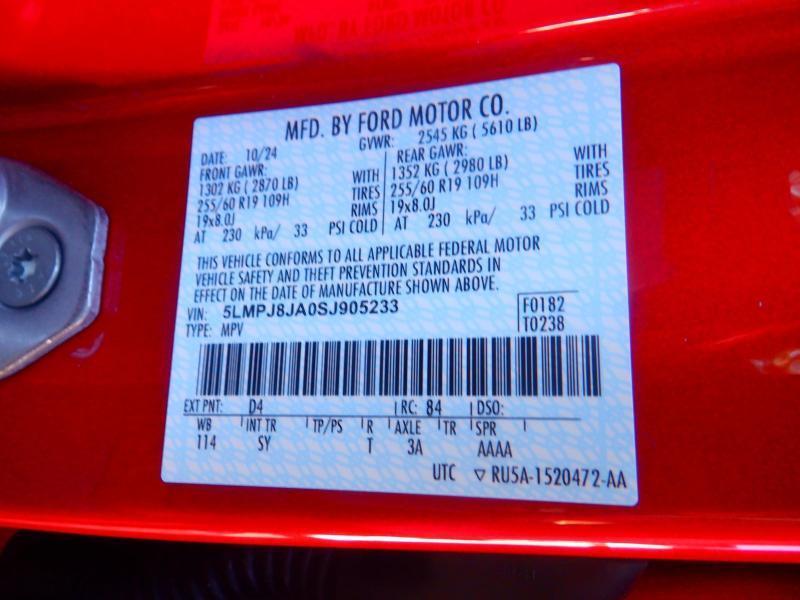 MFD. BY FORD MOTOR CO.
DATE: 10/24 GVWR: 2545 KG ( 5610 LB)
FRONT GAWR: REAR GAWR:
1302 KG ( 2870 LB) WITH 1352 KG ( 2980 LB) WITH
255/60 R19 109H TIRES 255/60 R19 109H TIRES
19x8.0J RIMS 19x8.0J RIMS
AT 230 kPa/ 33 PSI COLD AT 230 kPa/ 33 PSI COLD
THIS VEHICLE CONFORMS TO ALL APPLICABLE FEDERAL MOTOR
VEHICLE SAFETY AND THEFT PREVENTION STANDARDS IN
EFFECT ON THE DATE OF MANUFACTURE SHOWN ABOVE.
VIN: 5LMPJ8JA0SJ905233 F0182
TYPE: MPV T0238
EXT PNT: D4 RC: 84 DSO:
WB INT TR TP/PS R AXLE TR SPR
114 SY T 3A AAAA
UTC ▽ RU5A-1520472-AA